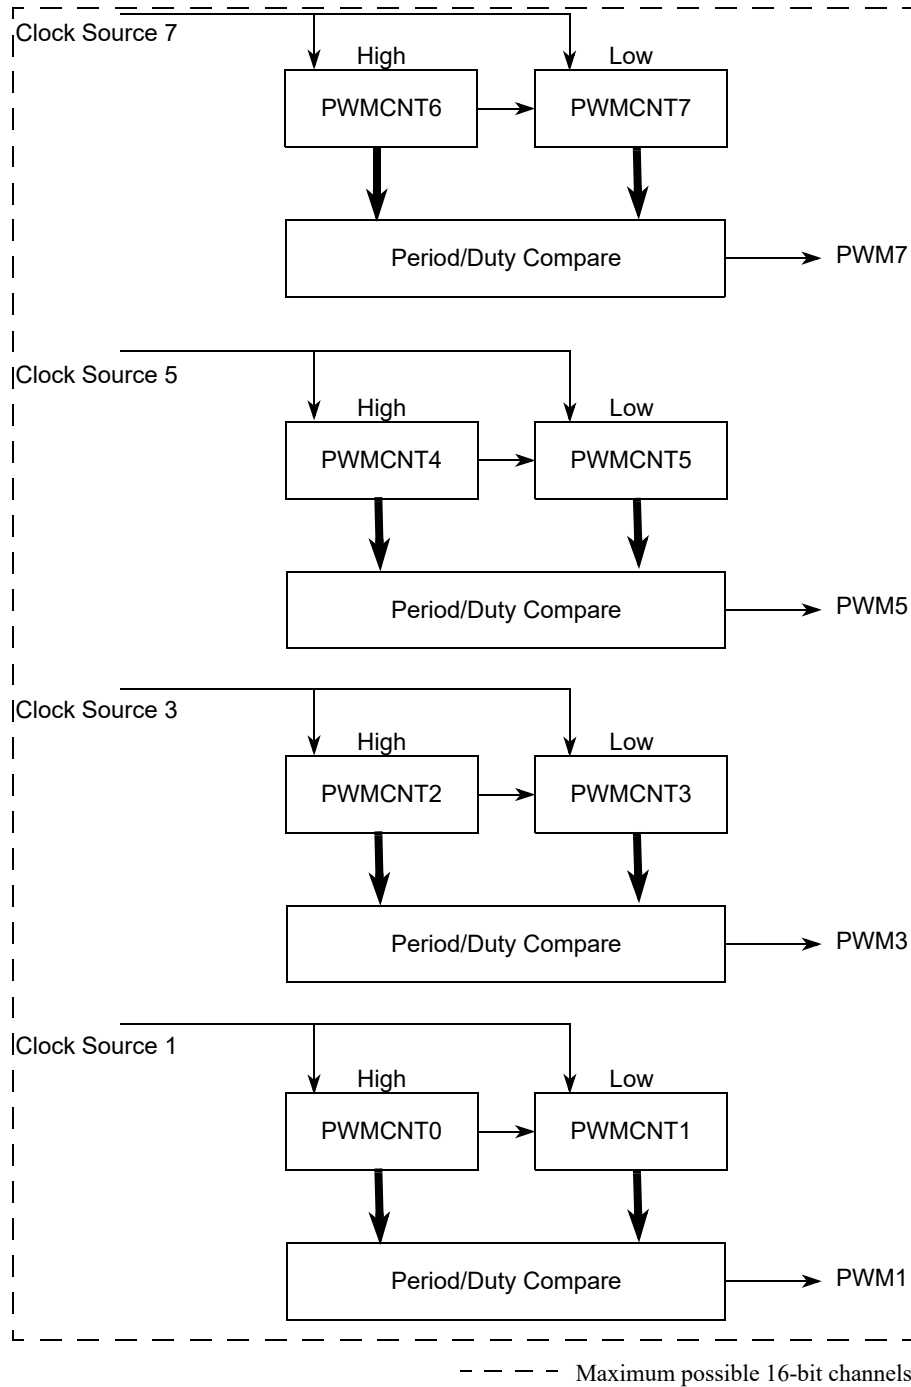 Clock Source 7
High Low
PWMCNT6 PWMCNT7
Period/Duty Compare PWM7
Clock Source 5
High Low
PWMCNT4 PWMCNT5
Period/Duty Compare PWM5
Clock Source 3
High Low
PWMCNT2 PWMCNT3
Period/Duty Compare PWM3
Clock Source 1
High Low
PWMCNT0 PWMCNT1
Period/Duty Compare PWM1
Maximum possible 16-bit channels